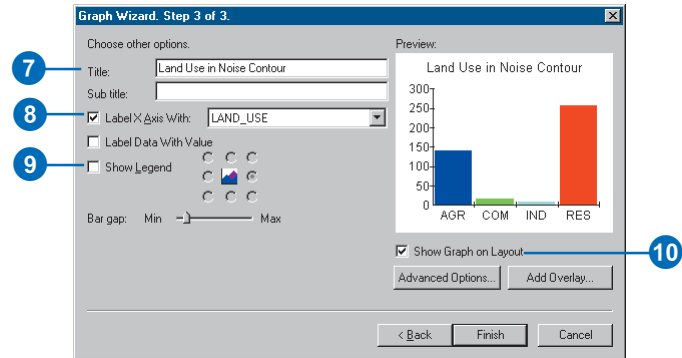 Graph Wizard. Step 3 of 3.
Choose other options.
7
Title: Land Use in Noise Contour
Sub title:
8
Label X Axis With: LAND_USE
Label Data With Value
9
Show Legend
Bar gap: Min Max
Preview:
Land Use in Noise Contour
300
250
200
150
100
50
0
AGR COM IND RES
Show Graph on Layout
10
Advanced Options... Add Overlay...
< Back Finish Cancel